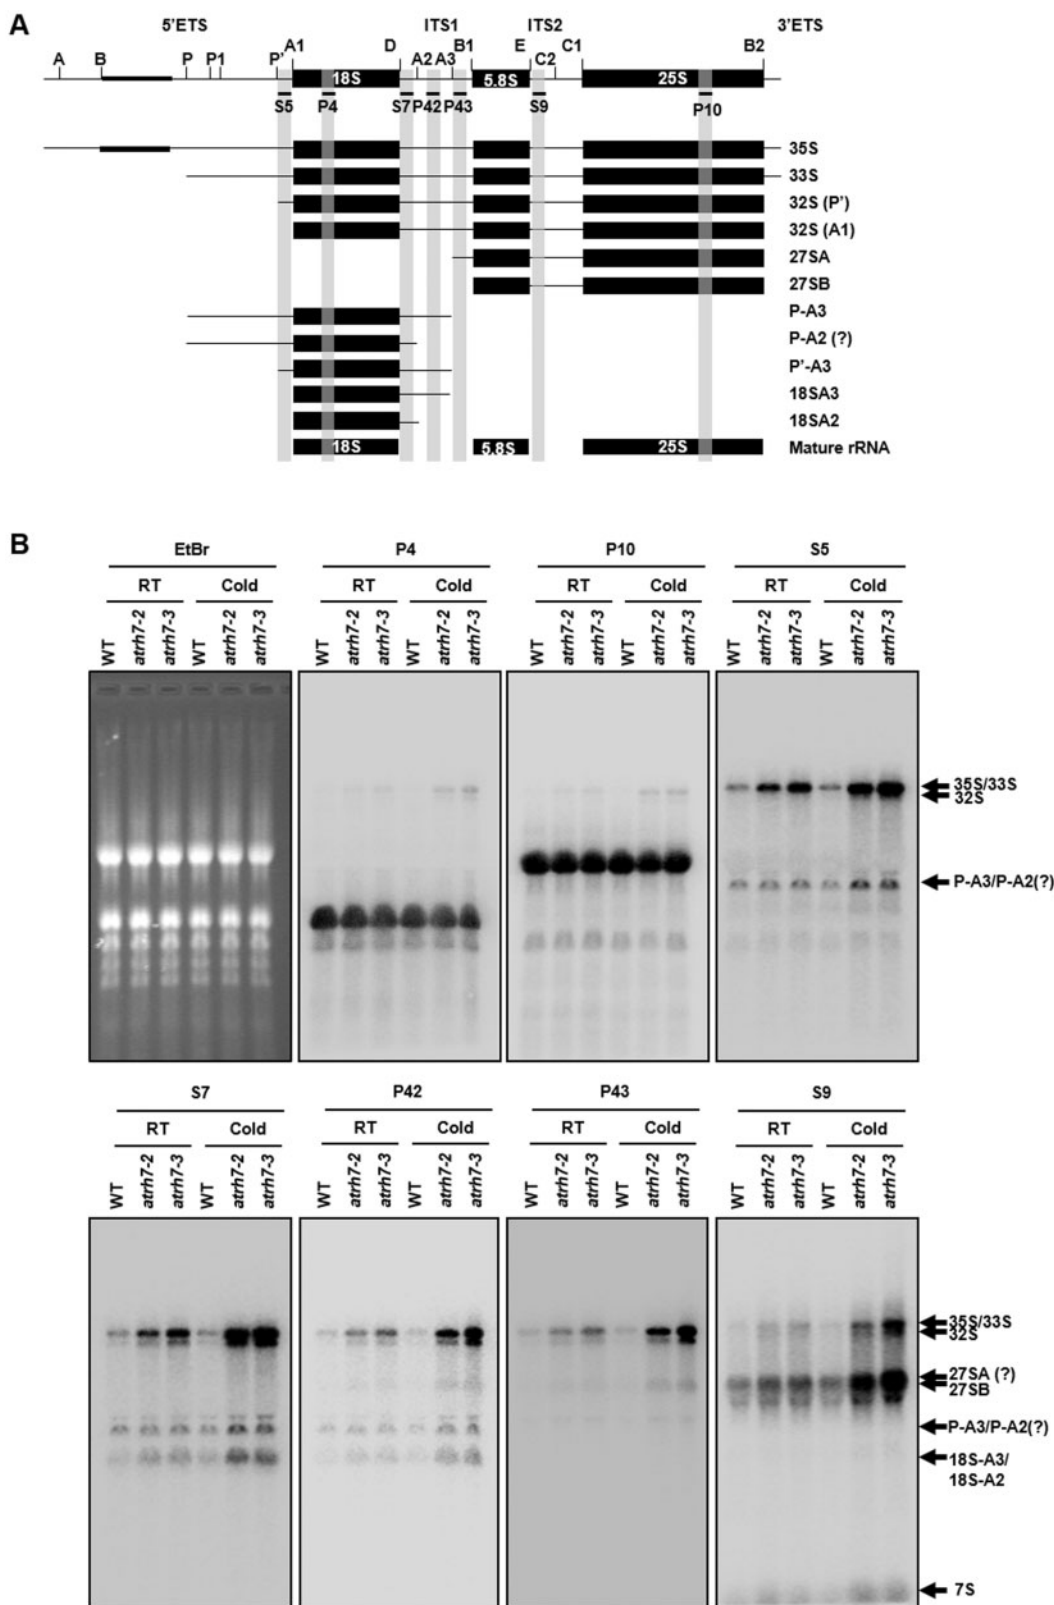 A
5'ETS ITS1 ITS2 3'ETS
A B P P1 P' A1 D A2 A3 B1 E C2 C1 B2
18S 5.8S 25S
S5 P4 S7 P42 P43 S9 P10
35S
33S
32S (P')
32S (A1)
27SA
27SB
P-A3
P-A2 (?)
P'-A3
18SA3
18SA2
18S 5.8S 25S Mature rRNA
B
EtBr P4 P10 S5
RT Cold RT Cold RT Cold RT Cold
WT atrh7-2 atrh7-3 WT atrh7-2 atrh7-3 WT atrh7-2 atrh7-3 WT atrh7-2 atrh7-3 WT atrh7-2 atrh7-3 WT atrh7-2 atrh7-3 WT atrh7-2 atrh7-3 WT atrh7-2 atrh7-3
35S/33S
32S
P-A3/P-A2(?)
S7 P42 P43 S9
RT Cold RT Cold RT Cold RT Cold
WT atrh7-2 atrh7-3 WT atrh7-2 atrh7-3 WT atrh7-2 atrh7-3 WT atrh7-2 atrh7-3 WT atrh7-2 atrh7-3 WT atrh7-2 atrh7-3 WT atrh7-2 atrh7-3 WT atrh7-2 atrh7-3
35S/33S
32S
27SA (?)
27SB
P-A3/P-A2(?)
18S-A3/
18S-A2
7S